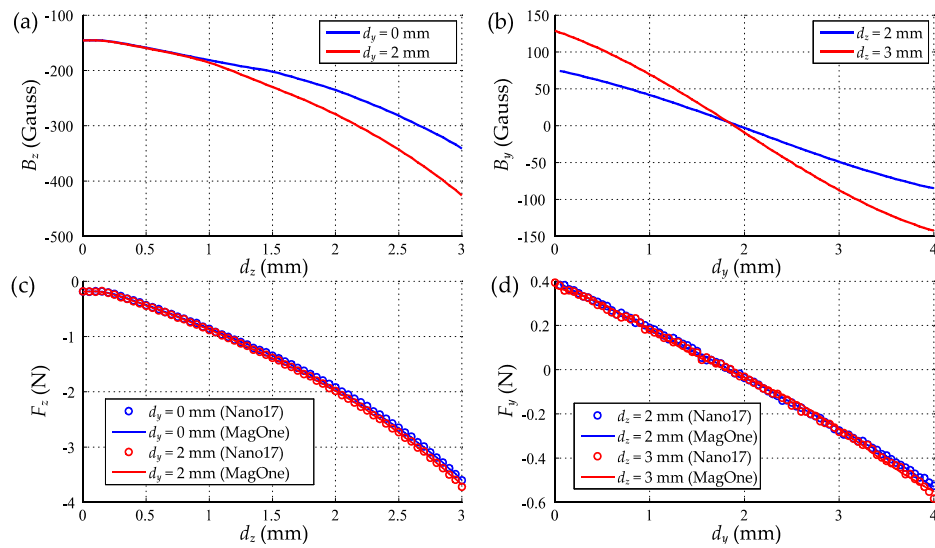 (a)
-100
-200
-300
-400
-500
B_z (Gauss)
d_y = 0 mm
d_y = 2 mm
0 0.5 1 1.5 2 2.5 3
d_z (mm)
(b)
150
100
50
0
-50
-100
-150
B_y (Gauss)
d_z = 2 mm
d_z = 3 mm
0 1 2 3 4
d_y (mm)
(c)
0
-1
-2
-3
-4
F_z (N)
d_y = 0 mm (Nano17)
d_y = 0 mm (MagOne)
d_y = 2 mm (Nano17)
d_y = 2 mm (MagOne)
0 0.5 1 1.5 2 2.5 3
d_z (mm)
(d)
0.4
0.2
0
-0.2
-0.4
-0.6
F_y (N)
d_z = 2 mm (Nano17)
d_z = 2 mm (MagOne)
d_z = 3 mm (Nano17)
d_z = 3 mm (MagOne)
0 1 2 3 4
d_y (mm)